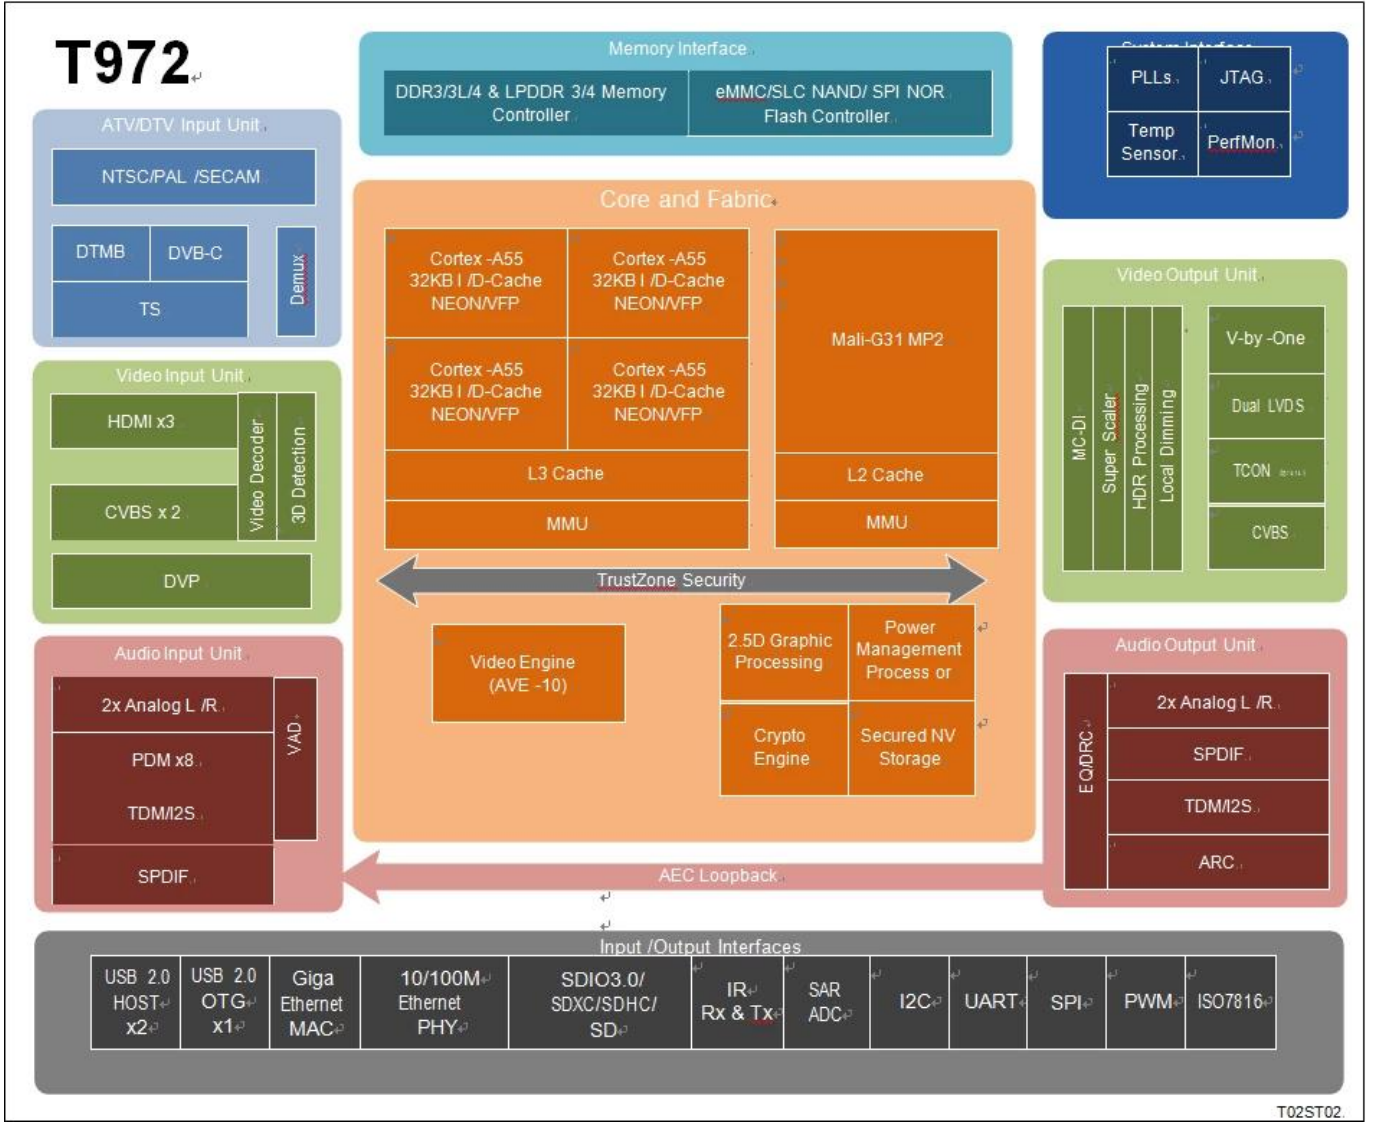 T972
Memory Interface
DDR3/3L/4 & LPDDR 3/4 Memory
Controller
eMMC/SLC NAND/ SPI NOR
Flash Controller
System Interface
PLLs
JTAG
Temp
Sensor
PerfMon
ATV/DTV Input Unit
NTSC/PAL /SECAM
DTMB
DVB-C
TS
Demux
Video Input Unit
HDMI x3
CVBS x 2
Video Decoder
3D Detection
DVP
Audio Input Unit
2x Analog L /R
PDM x8
TDM/I2S
SPDIF
VAD
Core and Fabric
Cortex -A55
32KB I /D-Cache
NEON/VFP
Cortex -A55
32KB I /D-Cache
NEON/VFP
Cortex -A55
32KB I /D-Cache
NEON/VFP
Cortex -A55
32KB I /D-Cache
NEON/VFP
L3 Cache
MMU
Mali-G31 MP2
L2 Cache
MMU
TrustZone Security
Video Engine
(AVE -10)
2.5D Graphic
Processing
Power
Management
Process or
Crypto
Engine
Secured NV
Storage
Video Output Unit
MC-DI
Super Scaler
HDR Processing
Local Dimming
V-by -One
Dual LVDS
TCON
CVBS
Audio Output Unit
EQ/DRC
2x Analog L /R
SPDIF
TDM/I2S
ARC
AEC Loopback
Input /Output Interfaces
USB 2.0
HOST
x2
USB 2.0
OTG
x1
Giga
Ethernet
MAC
10/100M
Ethernet
PHY
SDIO3.0/
SDXC/SDHC/
SD
IR
Rx & Tx
SAR
ADC
I2C
UART
SPI
PWM
ISO7816
T02ST02